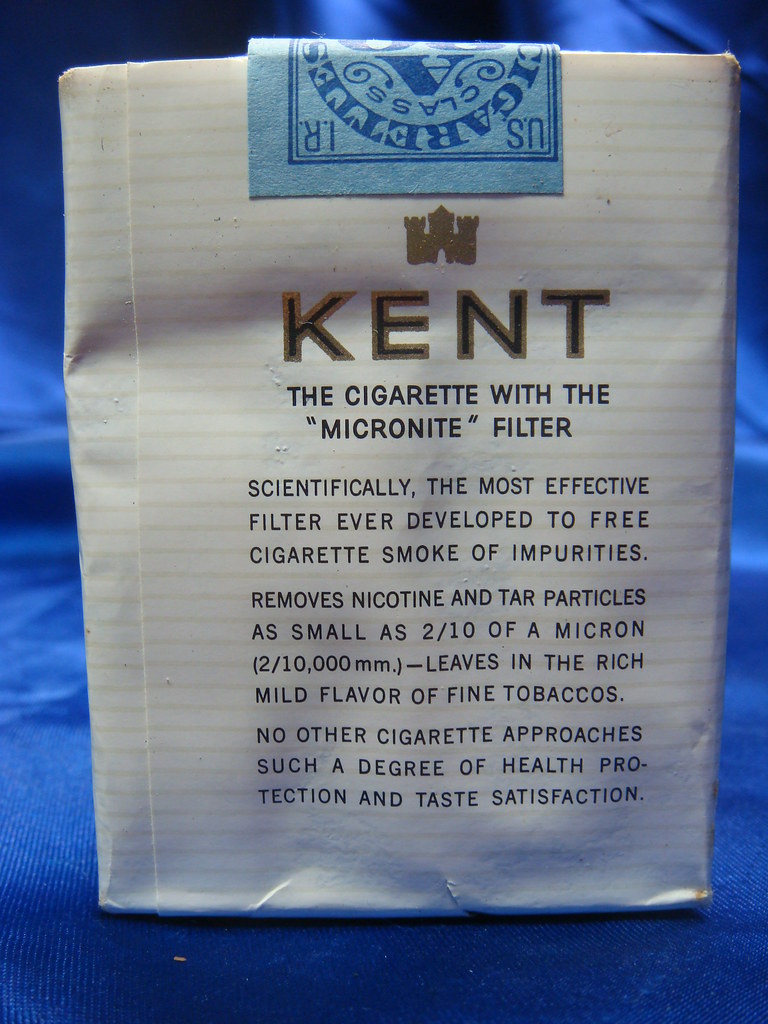 CIGARETTES
CLASS A
U.S. I.R.
KENT
THE CIGARETTE WITH THE
"MICRONITE" FILTER
SCIENTIFICALLY, THE MOST EFFECTIVE
FILTER EVER DEVELOPED TO FREE
CIGARETTE SMOKE OF IMPURITIES.
REMOVES NICOTINE AND TAR PARTICLES
AS SMALL AS 2/10 OF A MICRON
(2/10,000 mm.)—LEAVES IN THE RICH
MILD FLAVOR OF FINE TOBACCOS.
NO OTHER CIGARETTE APPROACHES
SUCH A DEGREE OF HEALTH PRO-
TECTION AND TASTE SATISFACTION.